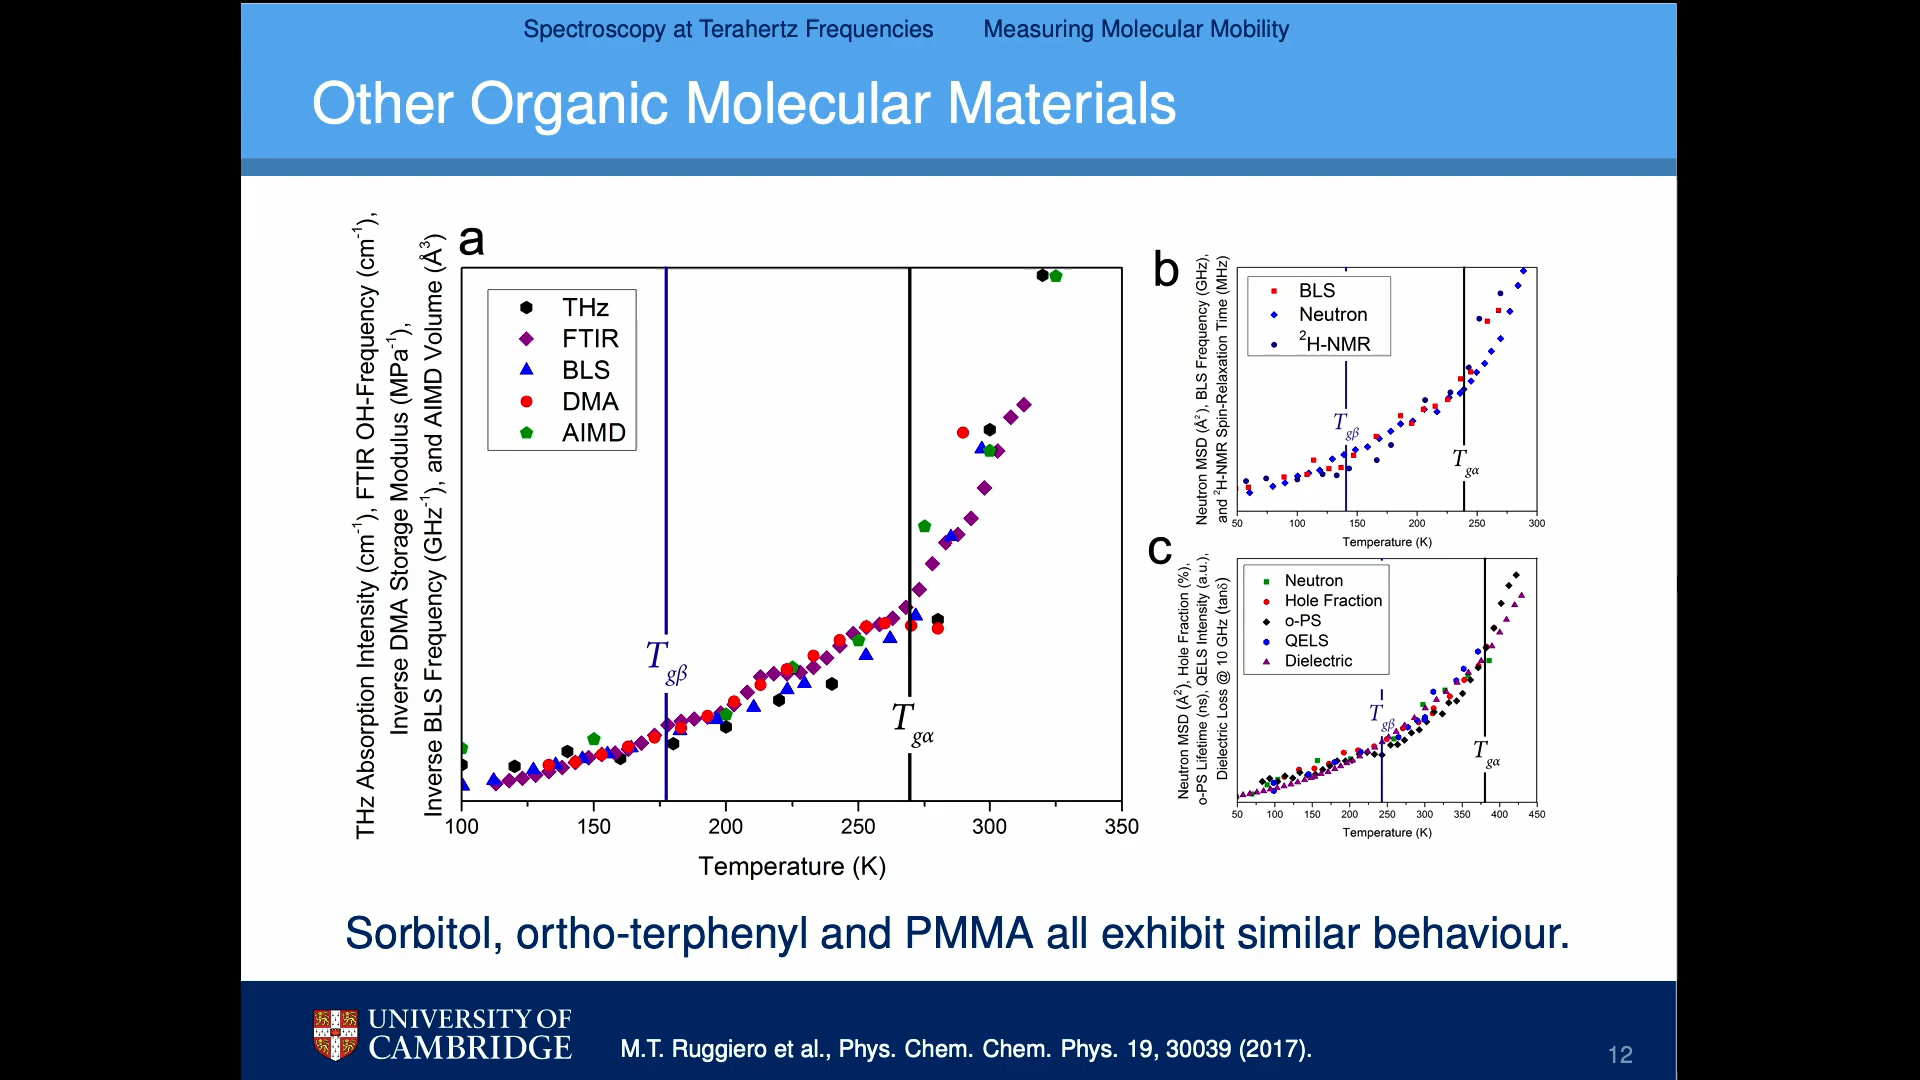 Spectroscopy at Terahertz Frequencies Measuring Molecular Mobility
Other Organic Molecular Materials
a
THz Absorption Intensity (cm⁻¹), FTIR OH-Frequency (cm⁻¹),
Inverse DMA Storage Modulus (MPa⁻¹),
Inverse BLS Frequency (GHz⁻¹), and AIMD Volume (Å³)
THz
FTIR
BLS
DMA
AIMD
Tgβ
Tgα
100 150 200 250 300 350
Temperature (K)
b
Neutron MSD (Å²), BLS Frequency (GHz),
and ²H-NMR Spin-Relaxation Time (MHz)
BLS
Neutron
²H-NMR
Tgβ
Tgα
50 100 150 200 250 300
Temperature (K)
c
Neutron MSD (Å²), Hole Fraction (%),
o-PS Lifetime (ns), QELS Intensity (a.u.),
Dielectric Loss @ 10 GHz (tanδ)
Neutron
Hole Fraction
o-PS
QELS
Dielectric
Tgβ
Tgα
50 100 150 200 250 300 350 400 450
Temperature (K)
Sorbitol, ortho-terphenyl and PMMA all exhibit similar behaviour.
UNIVERSITY OF
CAMBRIDGE
M.T. Ruggiero et al., Phys. Chem. Chem. Phys. 19, 30039 (2017).
12